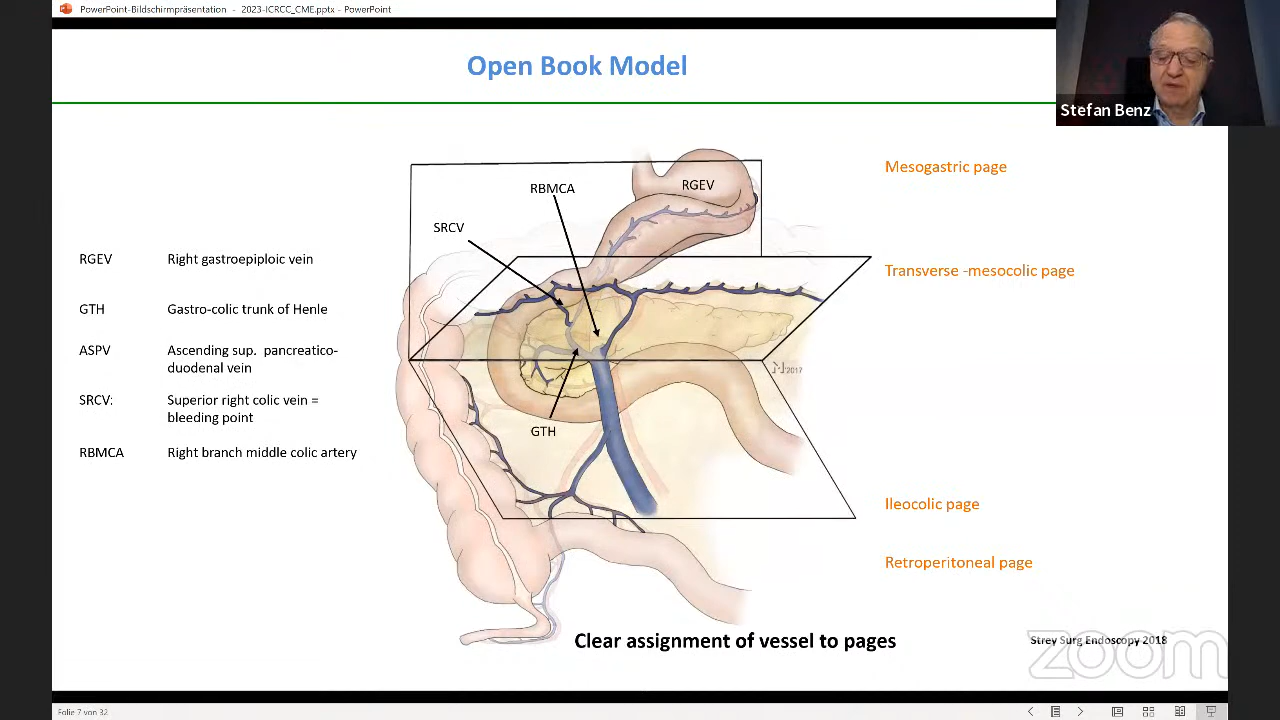 PowerPoint-Bildschirmpräsentation - 2023-ICRCC_CME.pptx - PowerPoint
Open Book Model
Stefan Benz
Mesogastric page
RBMCA
RGEV
SRCV
RGEV Right gastroepiploic vein
Transverse -mesocolic page
GTH Gastro-colic trunk of Henle
ASPV Ascending sup. pancreatico-
duodenal vein
2017
SRCV: Superior right colic vein =
bleeding point
GTH
RBMCA Right branch middle colic artery
Ileocolic page
Retroperitoneal page
Clear assignment of vessel to pages
Strey Surg Endoscopy 2018
zoom
Folie 7 von 32